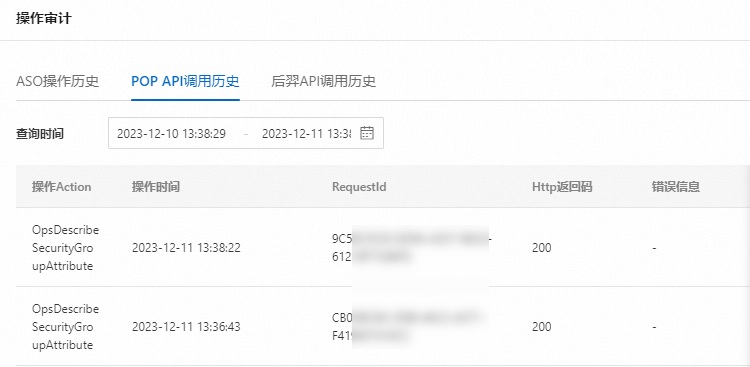 操作审计
ASO操作历史 POP API调用历史 后羿API调用历史
查询时间 2023-12-10 13:38:29 - 2023-12-11 13:38
操作Action 操作时间 RequestId Http返回码 错误信息
OpsDescribe
SecurityGro
upAttribute
2023-12-11 13:38:22
9C5
612
200 -
OpsDescribe
SecurityGro
upAttribute
2023-12-11 13:36:43
CB0
F419
200 -